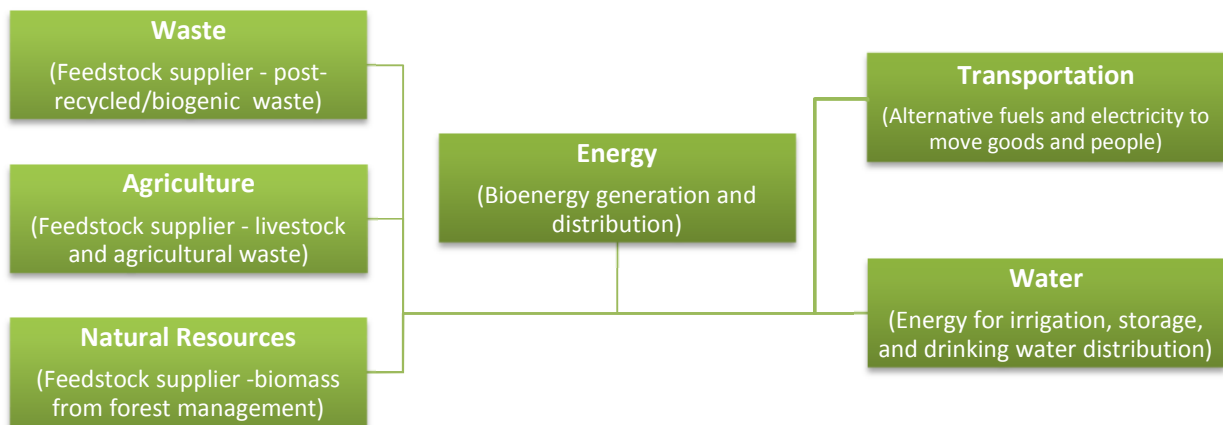 Waste
(Feedstock supplier - post-
recycled/biogenic waste)
Agriculture
(Feedstock supplier - livestock
and agricultural waste)
Natural Resources
(Feedstock supplier -biomass
from forest management)
Energy
(Bioenergy generation and
distribution)
Transportation
(Alternative fuels and electricity to
move goods and people)
Water
(Energy for irrigation, storage,
and drinking water distribution)